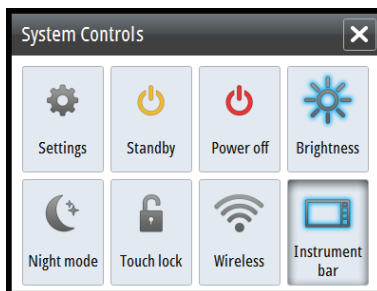 System Controls
Settings
Standby
Power off
Brightness
Night mode
Touch lock
Wireless
Instrument
bar